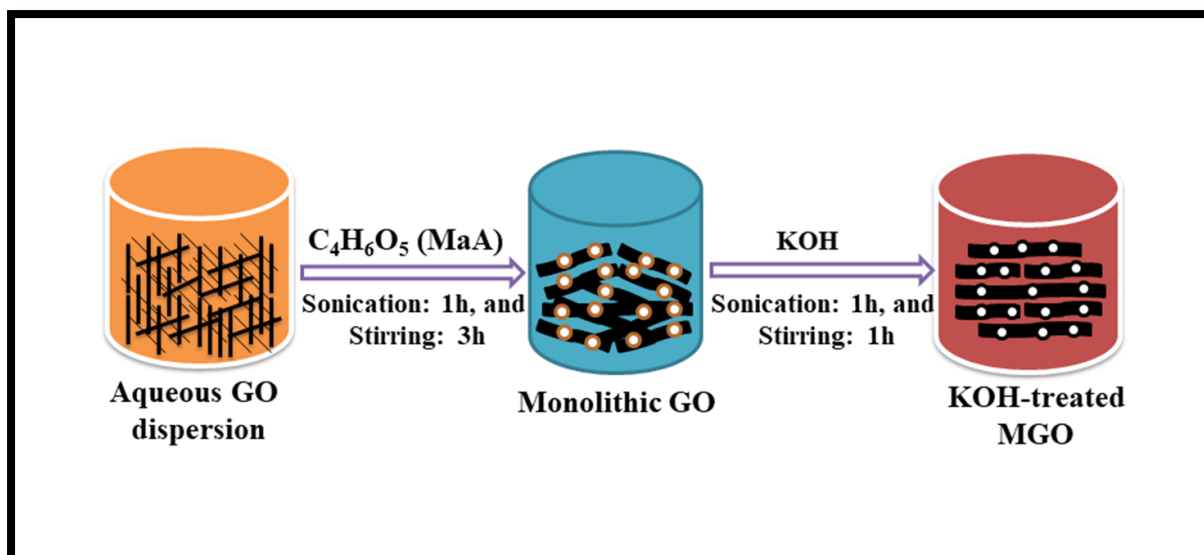 C₄H₆O₅ (MaA)
Sonication: 1h, and
Stirring: 3h
KOH
Sonication: 1h, and
Stirring: 1h
Aqueous GO
dispersion
Monolithic GO
KOH-treated
MGO